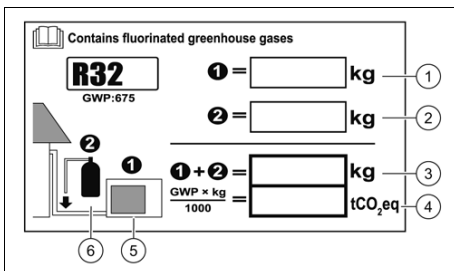 Contains fluorinated greenhouse gases
R32
GWP:675
❶= kg ①
❷= kg ②
❶+❷= kg ③
GWP × kg
1000
= tCO₂eq ④
❷
❶
⑥ ⑤